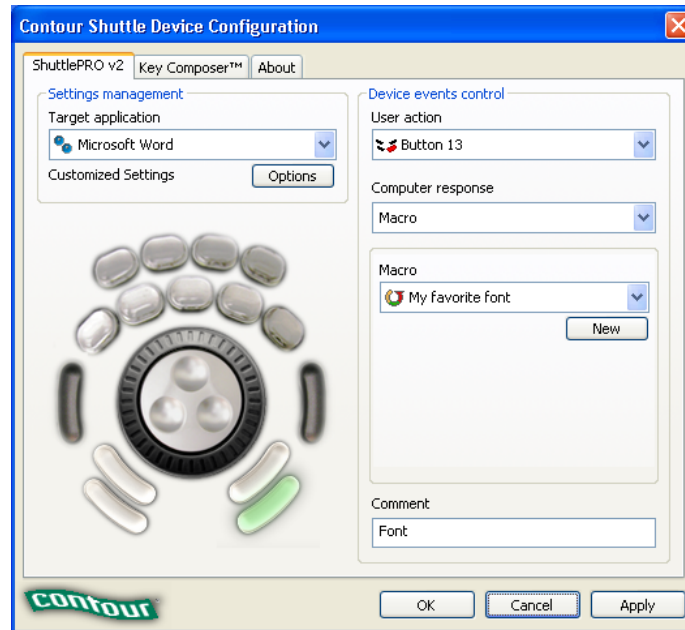 Contour Shuttle Device Configuration
ShuttlePRO v2 Key Composer™ About
Settings management
Target application
Microsoft Word
Customized Settings Options
Device events control
User action
Button 13
Computer response
Macro
Macro
My favorite font
New
Comment
Font
contour
OK Cancel Apply